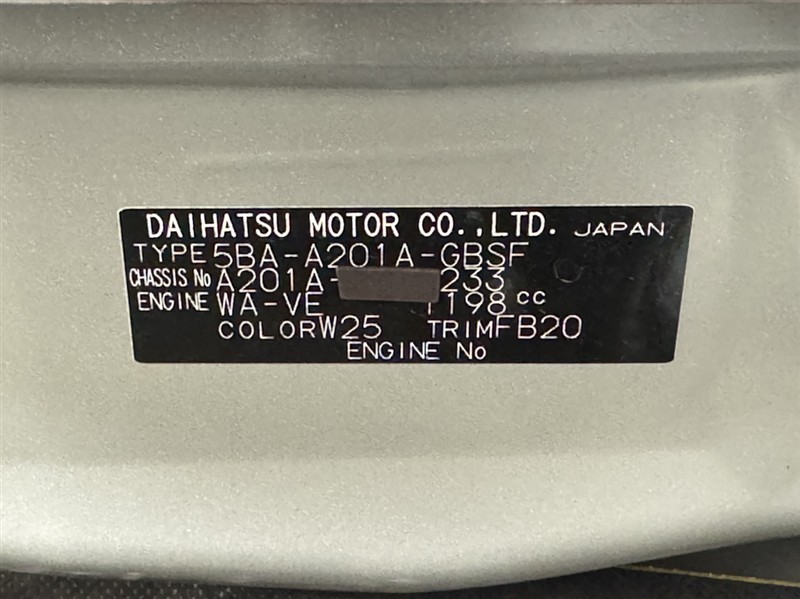 DAIHATSU MOTOR CO.,LTD. JAPAN
TYPE 5BA-A201A-GBSF
CHASSIS No A201A- 233
ENGINE WA-VE 1198 cc
COLOR W25 TRIM FB20
ENGINE No